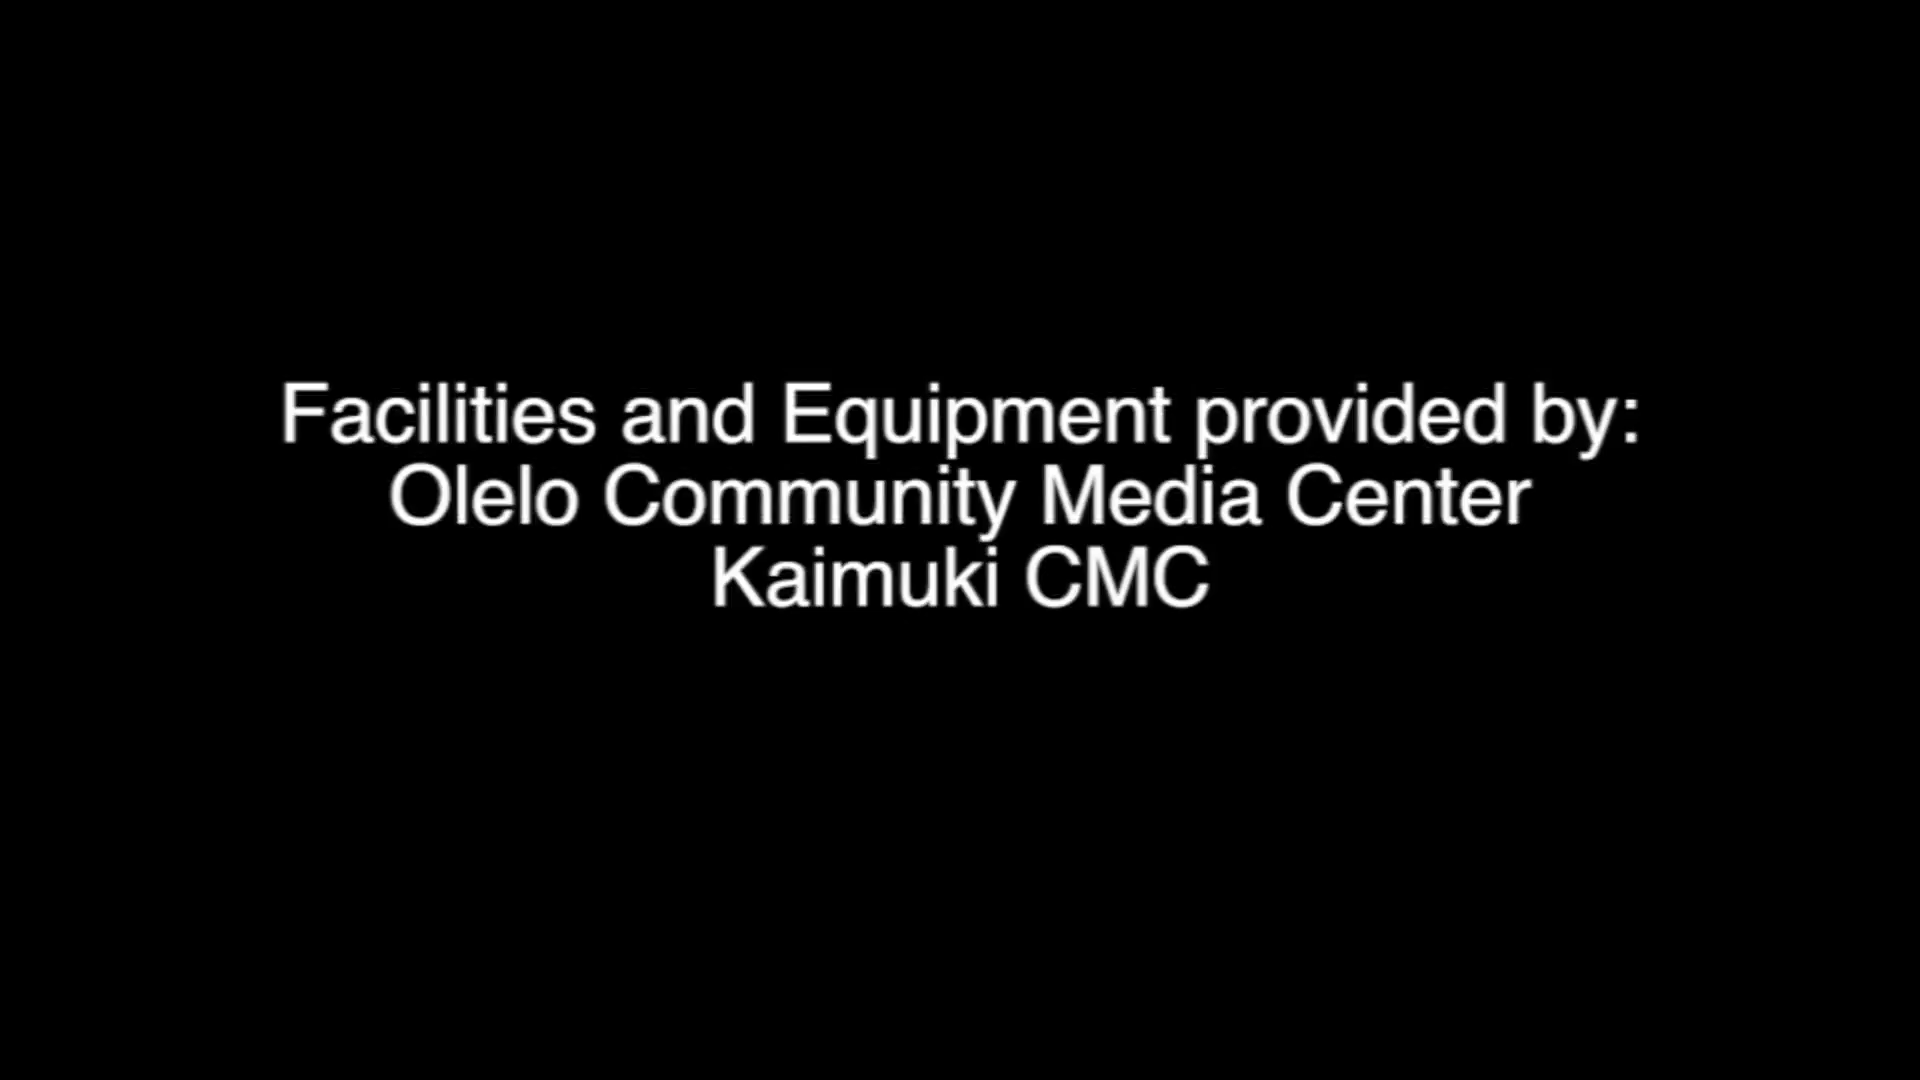 Facilities and Equipment provided by:
Olelo Community Media Center
Kaimuki CMC